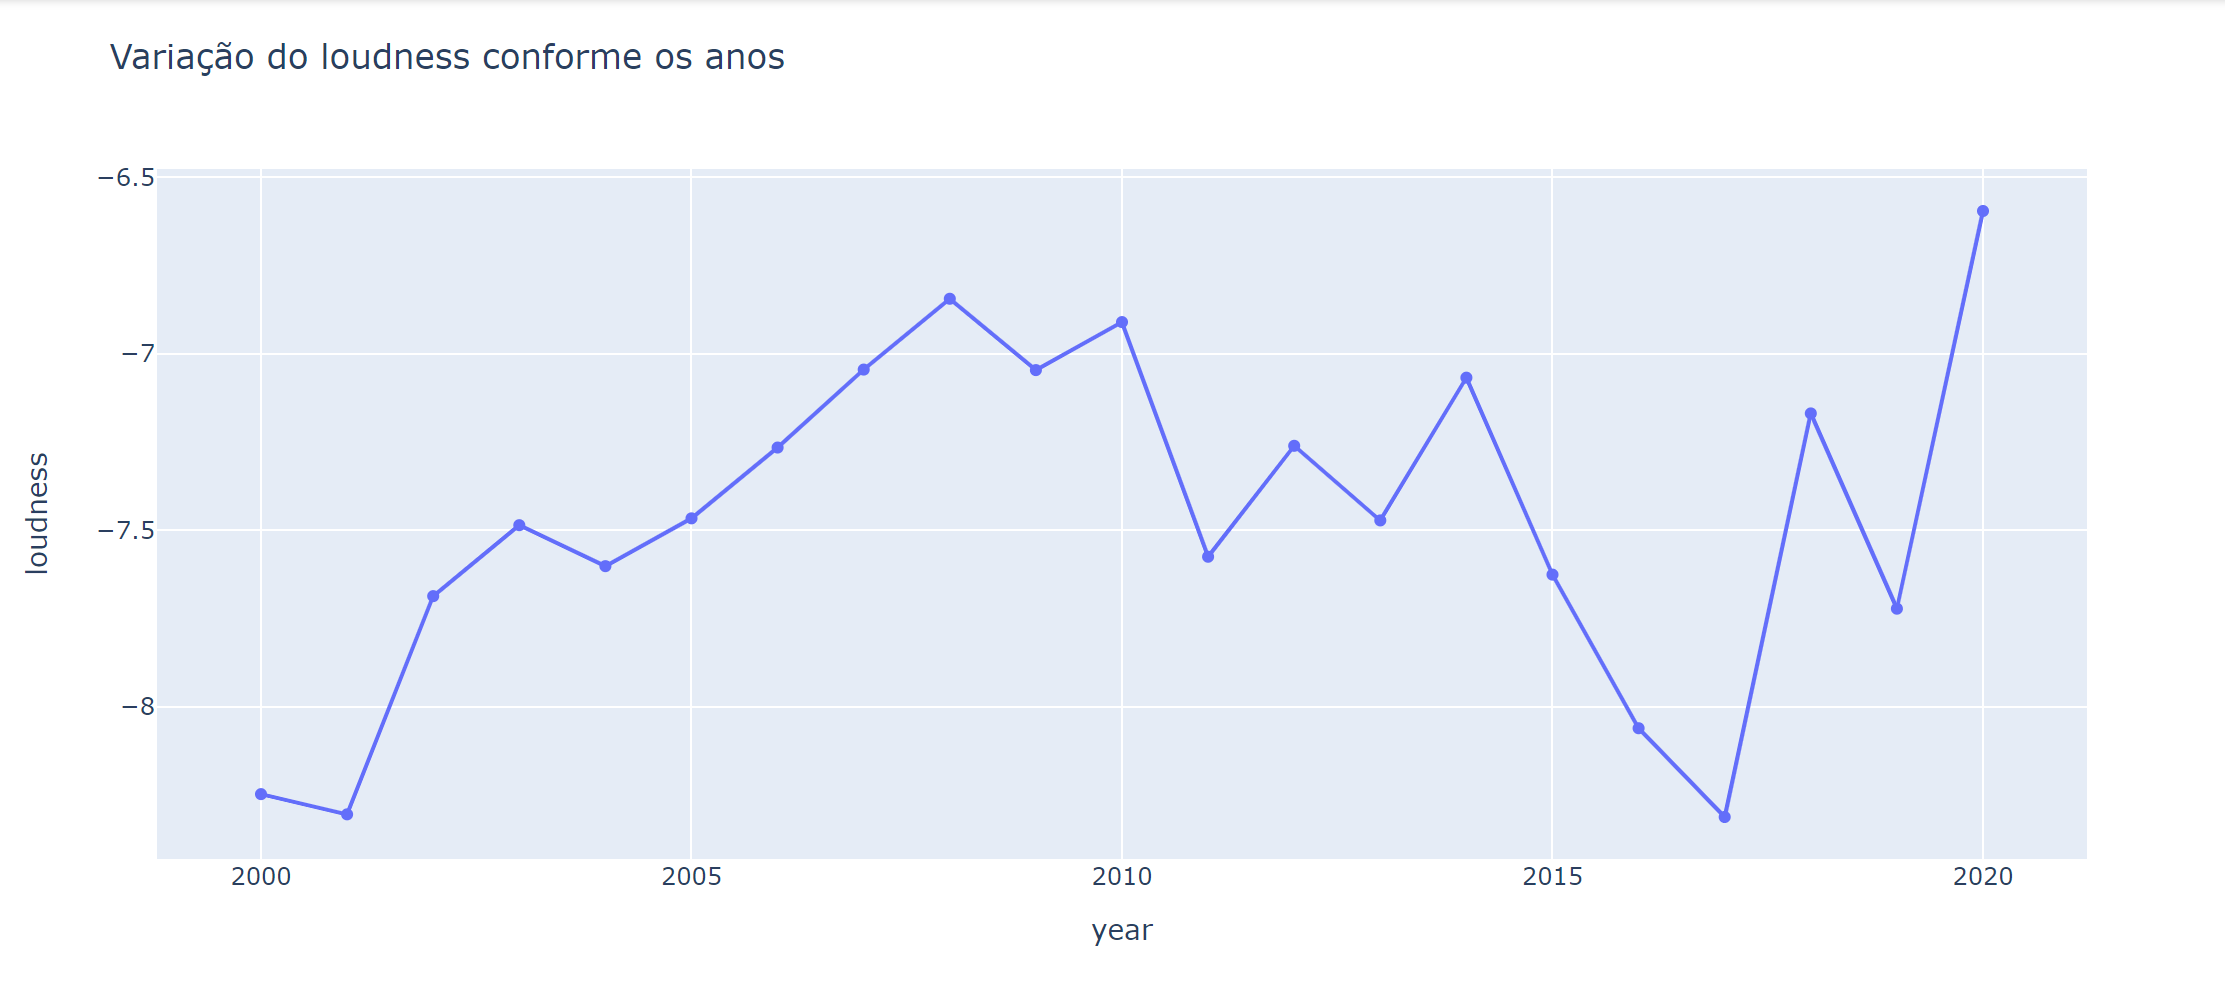 Variação do loudness conforme os anos
−6.5
−7
−7.5
−8
loudness
2000 2005 2010 2015 2020
year